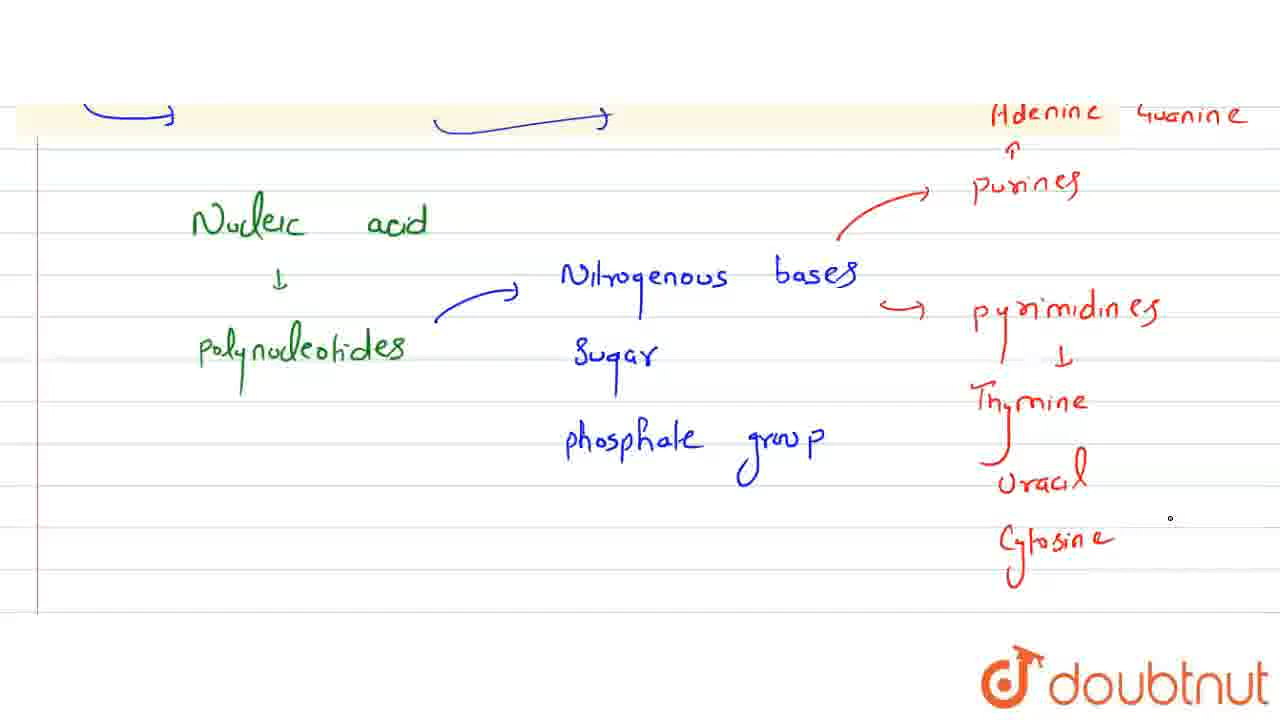 Adenine Guanine
purines
Nucleic acid
Nitrogenous bases
pyrimidines
polynucleotides
Sugar
Thymine
phosphate group
Uracil
Cytosine
doubtnut